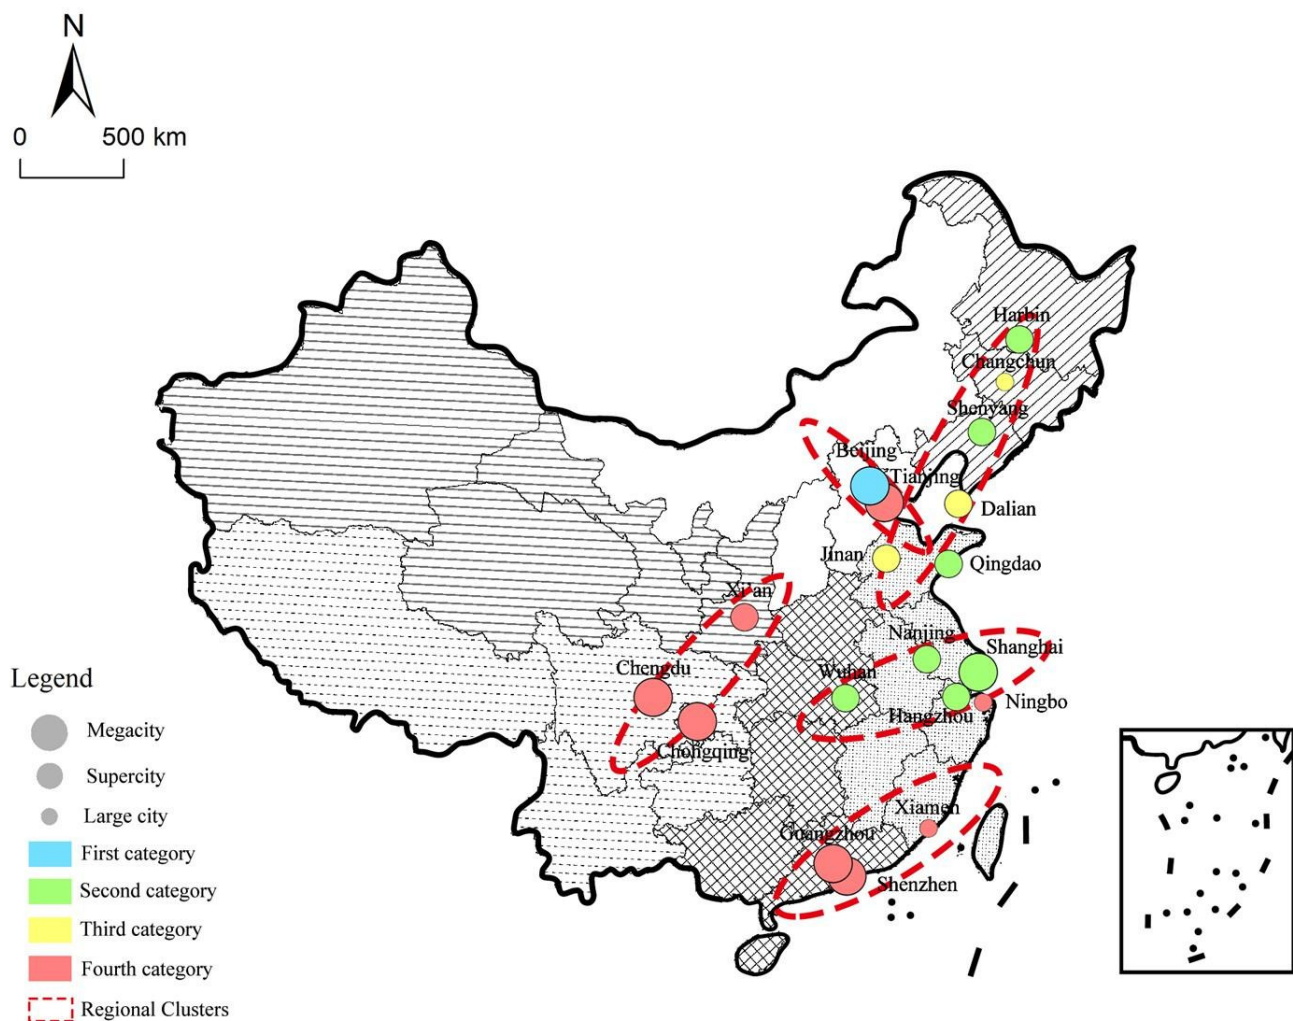 N
0 500 km
Harbin
Changchun
Shenyang
Beijing
Tianjing
Dalian
Jinan
Qingdao
Xi'an
Nanjing
Shanghai
Chengdu
Wuhan
Ningbo
Hangzhou
Chongqing
Xiamen
Guangzhou
Shenzhen
Legend
Megacity
Supercity
Large city
First category
Second category
Third category
Fourth category
Regional Clusters